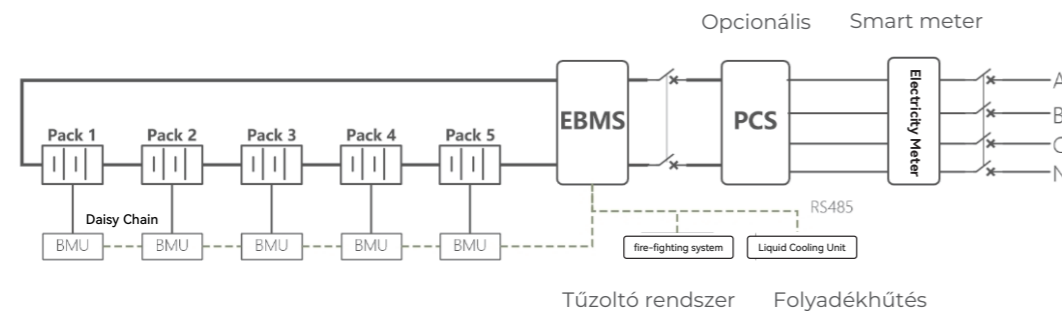 Opcionális Smart meter
Pack 1 Pack 2 Pack 3 Pack 4 Pack 5 EBMS PCS Electricity Meter
A
B
C
N
Daisy Chain
RS485
BMU BMU BMU BMU BMU fire-fighting system Liquid Cooling Unit
Tűzoltó rendszer Folyadékhűtés